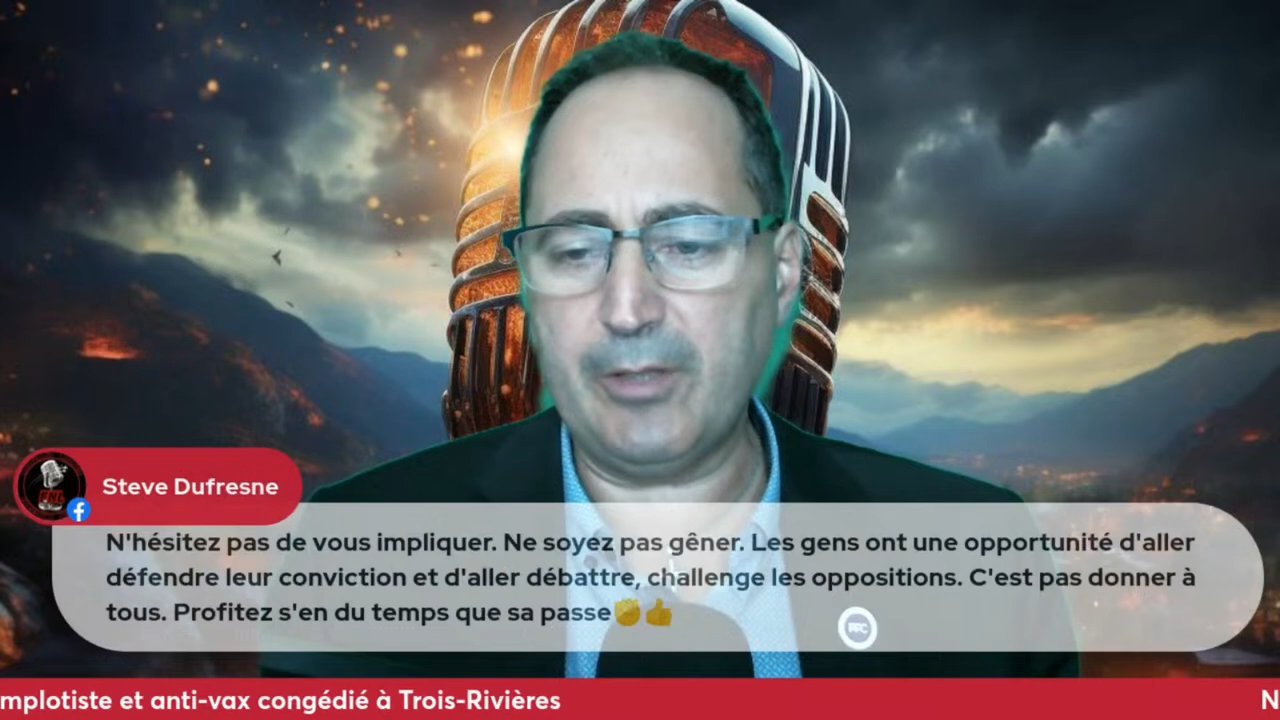 Steve Dufresne
N'hésitez pas de vous impliquer. Ne soyez pas gêner. Les gens ont une opportunité d'aller
défendre leur conviction et d'aller débattre, challenge les oppositions. C'est pas donner à
tous. Profitez s'en du temps que sa passe✊👍
PPC
mplotiste et anti-vax congédié à Trois-Rivières
N